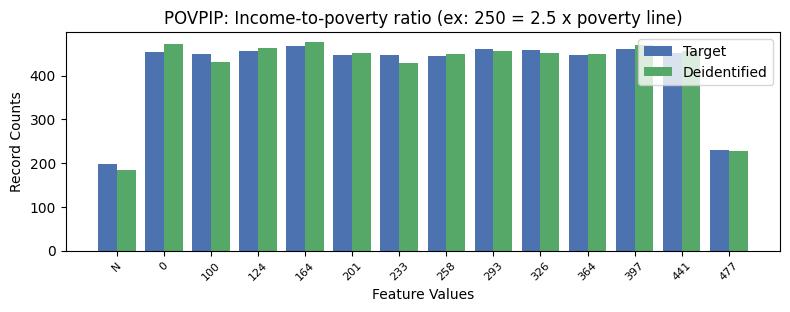 POVPIP: Income-to-poverty ratio (ex: 250 = 2.5 x poverty line)
Target
Deidentified
Record Counts
400
300
200
100
0
N 0 100 124 164 201 233 258 293 326 364 397 441 477
Feature Values